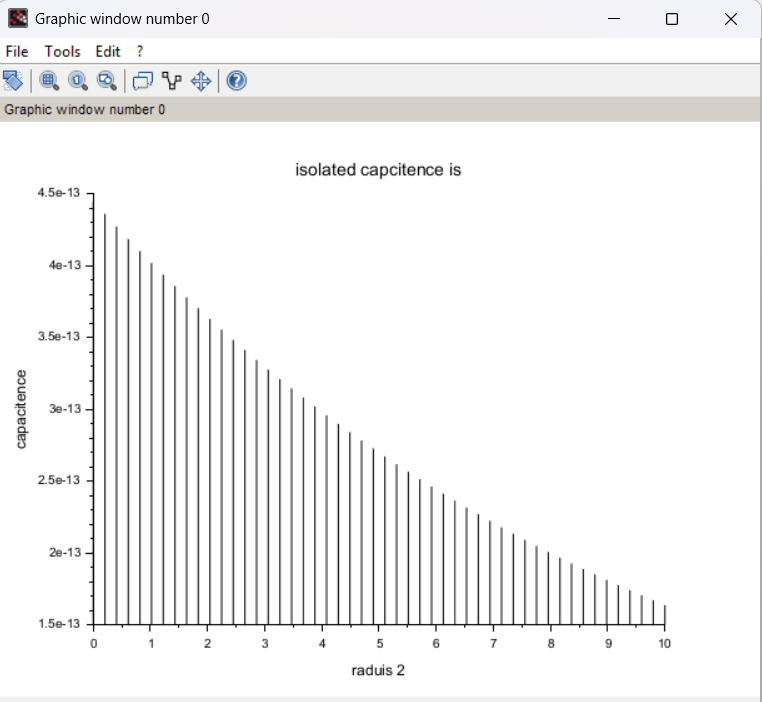 Graphic window number 0
File Tools Edit ?
Graphic window number 0
isolated capcitence is
4.5e-13
4e-13
3.5e-13
3e-13
2.5e-13
2e-13
1.5e-13
capacitence
0 1 2 3 4 5 6 7 8 9 10
raduis 2